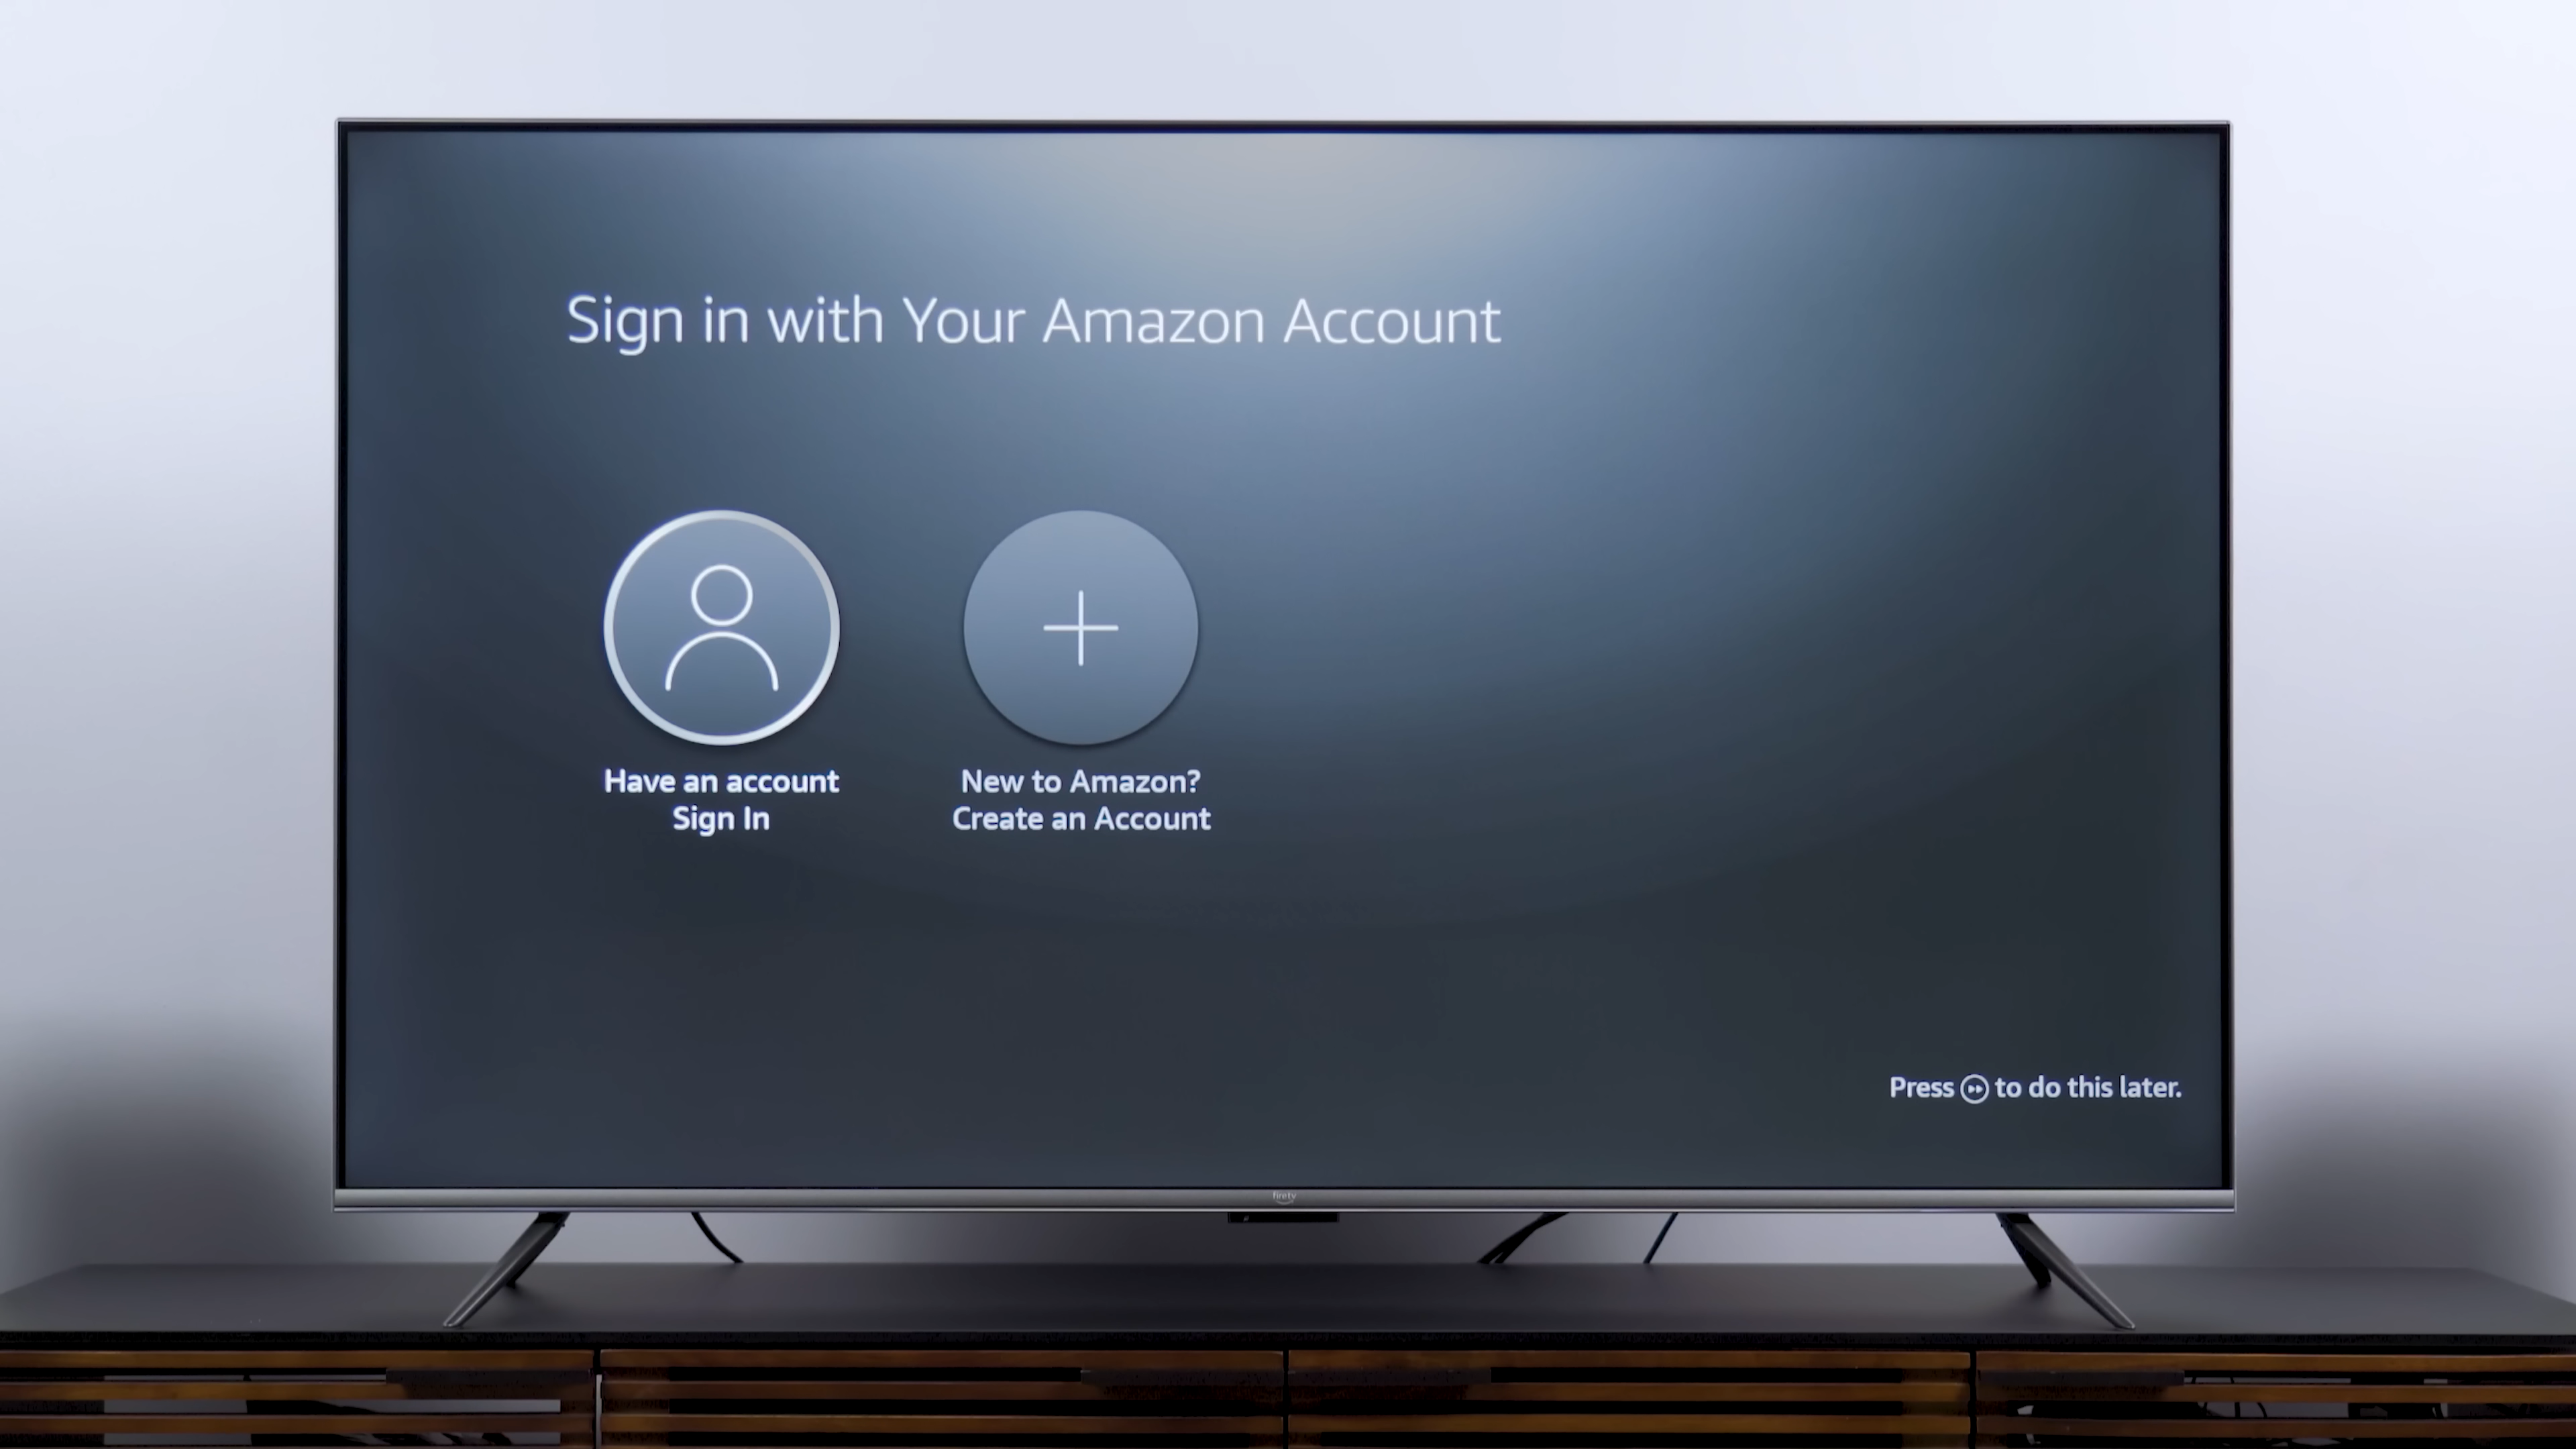 Sign in with Your Amazon Account
Have an account
Sign In
New to Amazon?
Create an Account
Press to do this later.
firetv